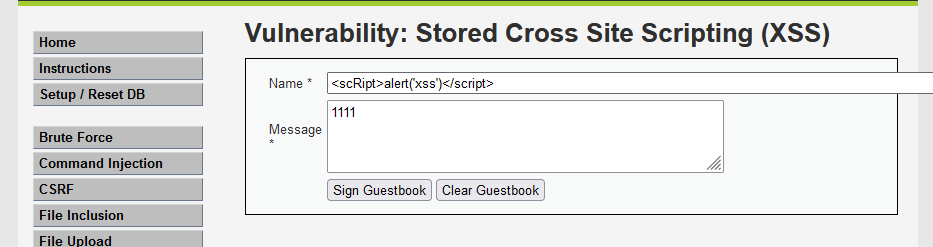 Home
Instructions
Setup / Reset DB
Brute Force
Command Injection
CSRF
File Inclusion
File Upload
Vulnerability: Stored Cross Site Scripting (XSS)
Name * <scRipt>alert('xss')</script>
Message * 1111
Sign Guestbook Clear Guestbook